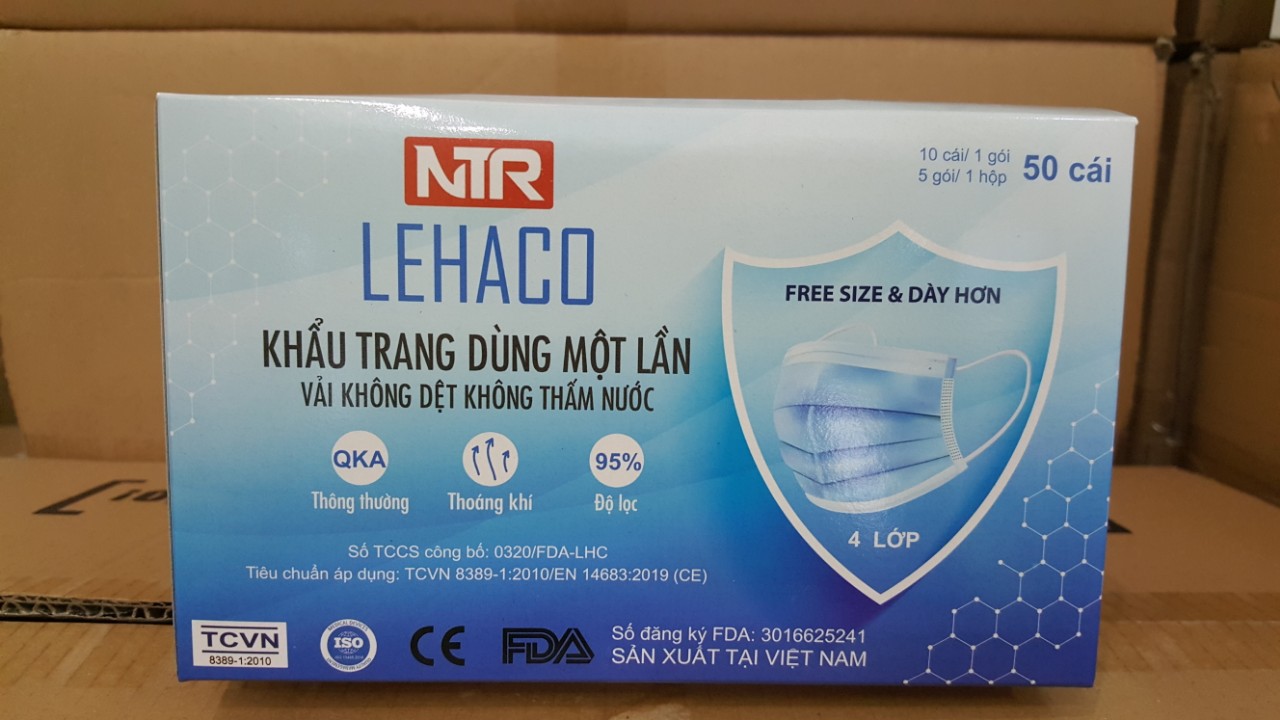 NTR
LEHACO
KHẨU TRANG DÙNG MỘT LẦN
VẢI KHÔNG DỆT KHÔNG THẤM NƯỚC
QKA
Thông thường
Thoáng khí
95%
Độ lọc
Số TCCS công bố: 0320/FDA-LHC
Tiêu chuẩn áp dụng: TCVN 8389-1:2010/EN 14683:2019 (CE)
10 cái/ 1 gói
5 gói/ 1 hộp
50 cái
FREE SIZE & DÀY HƠN
4 LỚP
TCVN
8389-1:2010
ISO
CE
FDA
Số đăng ký FDA: 3016625241
SẢN XUẤT TẠI VIỆT NAM